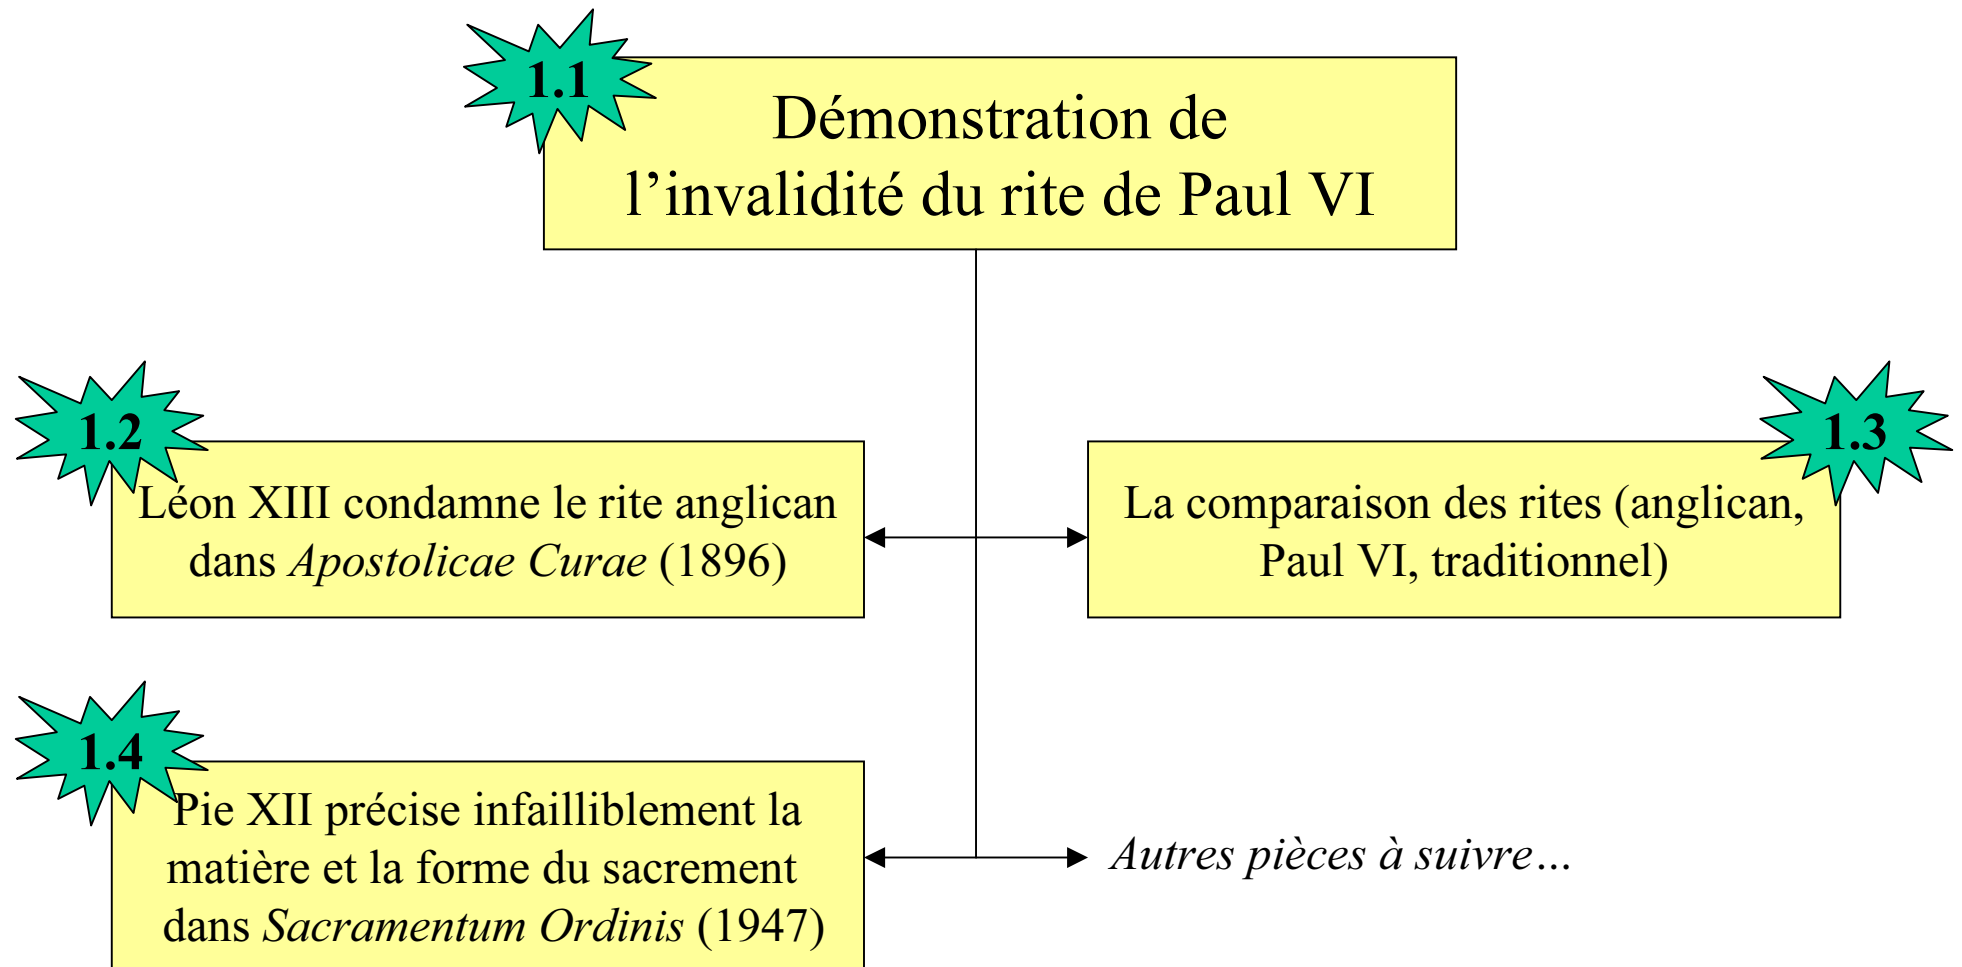 1.1
Démonstration de
l’invalidité du rite de Paul VI
1.2
Léon XIII condamne le rite anglican
dans Apostolicae Curae (1896)
1.3
La comparaison des rites (anglican,
Paul VI, traditionnel)
1.4
Pie XII précise infailliblement la
matière et la forme du sacrement
dans Sacramentum Ordinis (1947)
Autres pièces à suivre…